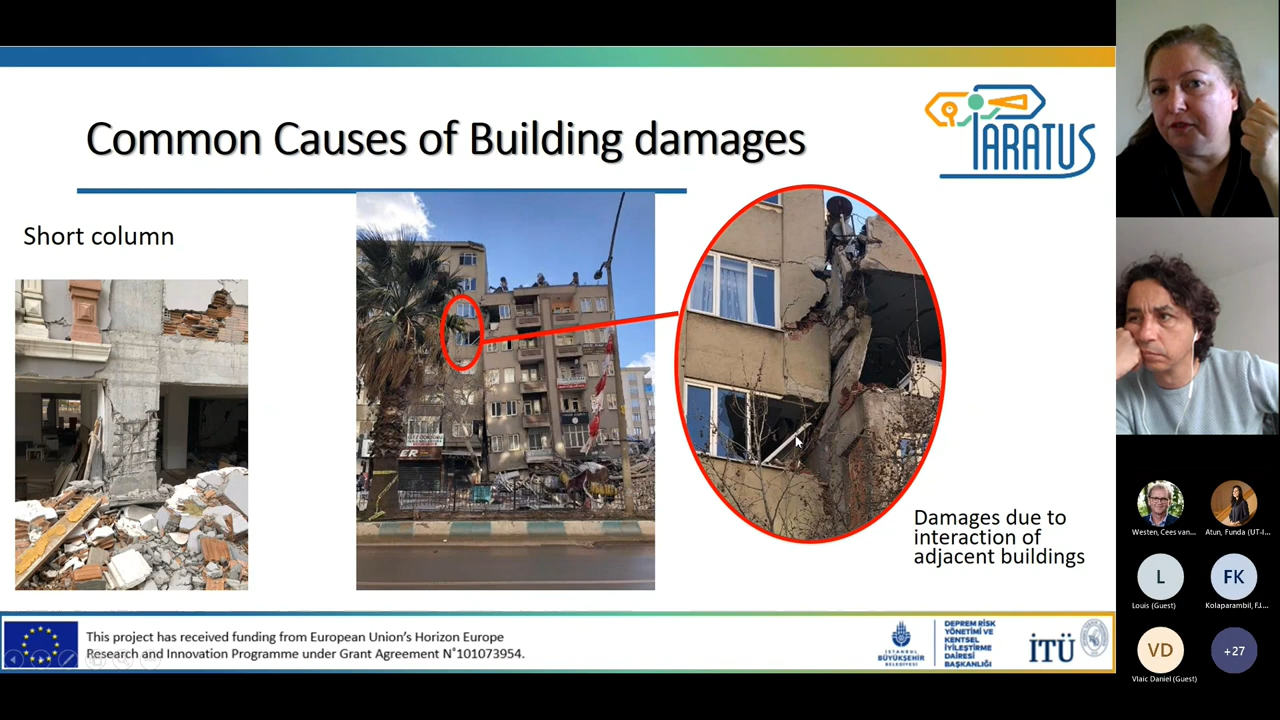 Common Causes of Building damages
PARATUS
Short column
Damages due to
interaction of
adjacent buildings
This project has received funding from European Union's Horizon Europe
Research and Innovation Programme under Grant Agreement N°101073954.
İSTANBUL
BÜYÜKŞEHİR
BELEDİYESİ
DEPREM RİSK
YÖNETİMİ VE
KENTSEL
İYİLEŞTİRME
DAİRESİ
BAŞKANLIĞI
İTÜ
Westen, Cees van...
Atun, Funda (UT-I...
L
FK
Louis (Guest)
Kolaparambil, F.I...
VD
+27
Vlaic Daniel (Guest)